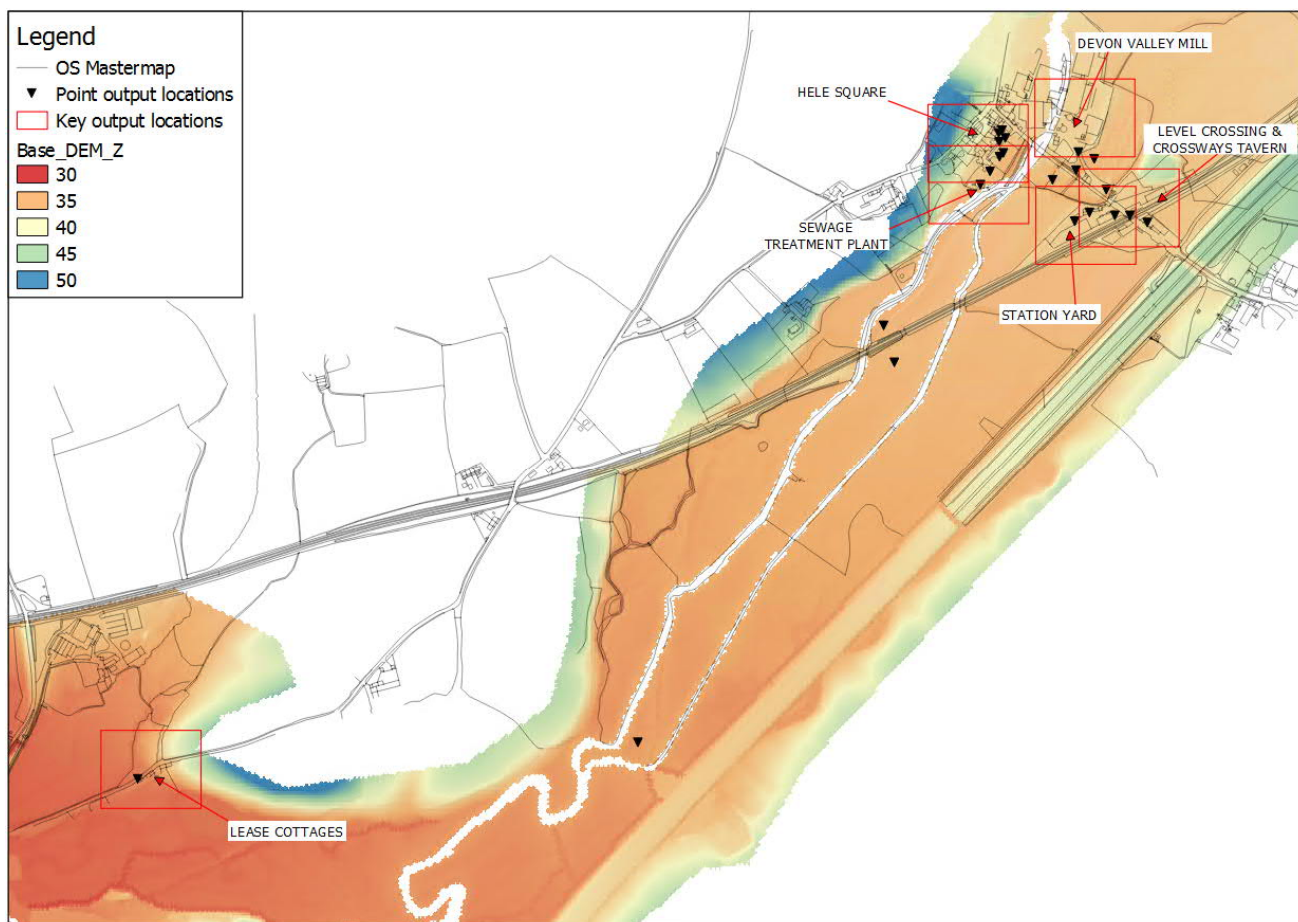 Legend
OS Mastermap
Point output locations
Key output locations
Base_DEM_Z
30
35
40
45
50
DEVON VALLEY MILL
HELE SQUARE
LEVEL CROSSING &
CROSSWAYS TAVERN
SEWAGE
TREATMENT PLANT
STATION YARD
LEASE COTTAGES